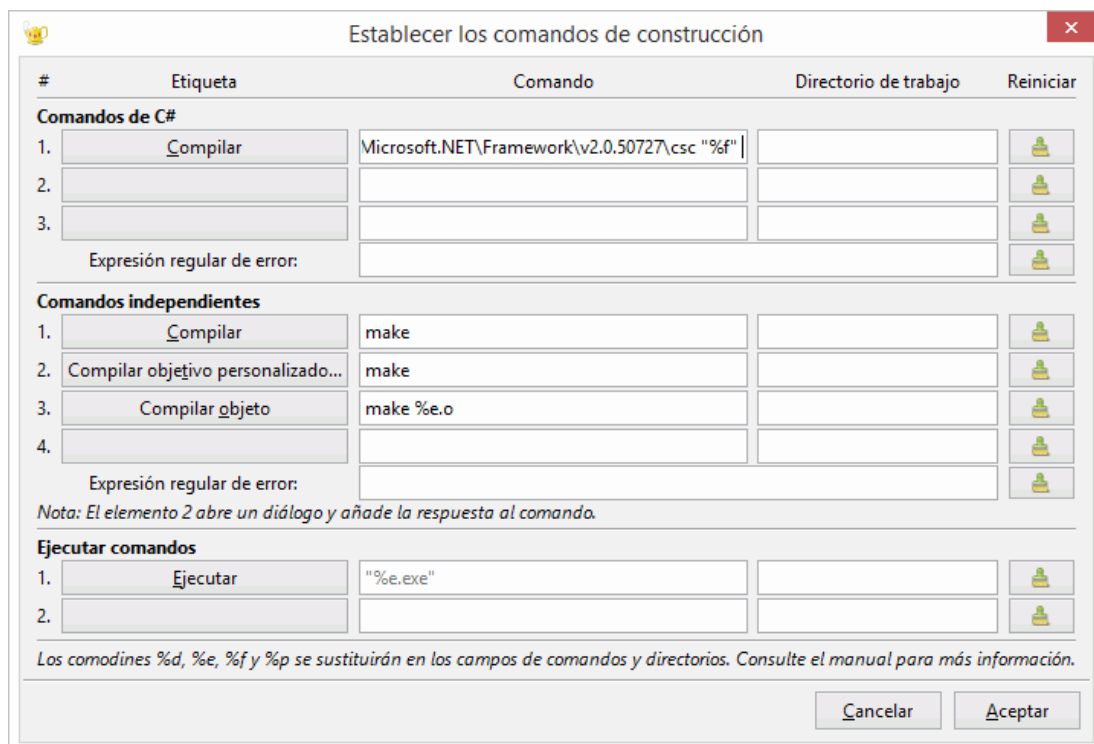 Establecer los comandos de construcción
# Etiqueta Comando Directorio de trabajo Reiniciar
Comandos de C#
1. Compilar Microsoft.NET\Framework\v2.0.50727\csc "%f"
2.
3.
Expresión regular de error:
Comandos independientes
1. Compilar make
2. Compilar objetivo personalizado... make
3. Compilar objeto make %e.o
4.
Expresión regular de error:
Nota: El elemento 2 abre un diálogo y añade la respuesta al comando.
Ejecutar comandos
1. Ejecutar "%e.exe"
2.
Los comodines %d, %e, %f y %p se sustituirán en los campos de comandos y directorios. Consulte el manual para más información.
Cancelar Aceptar